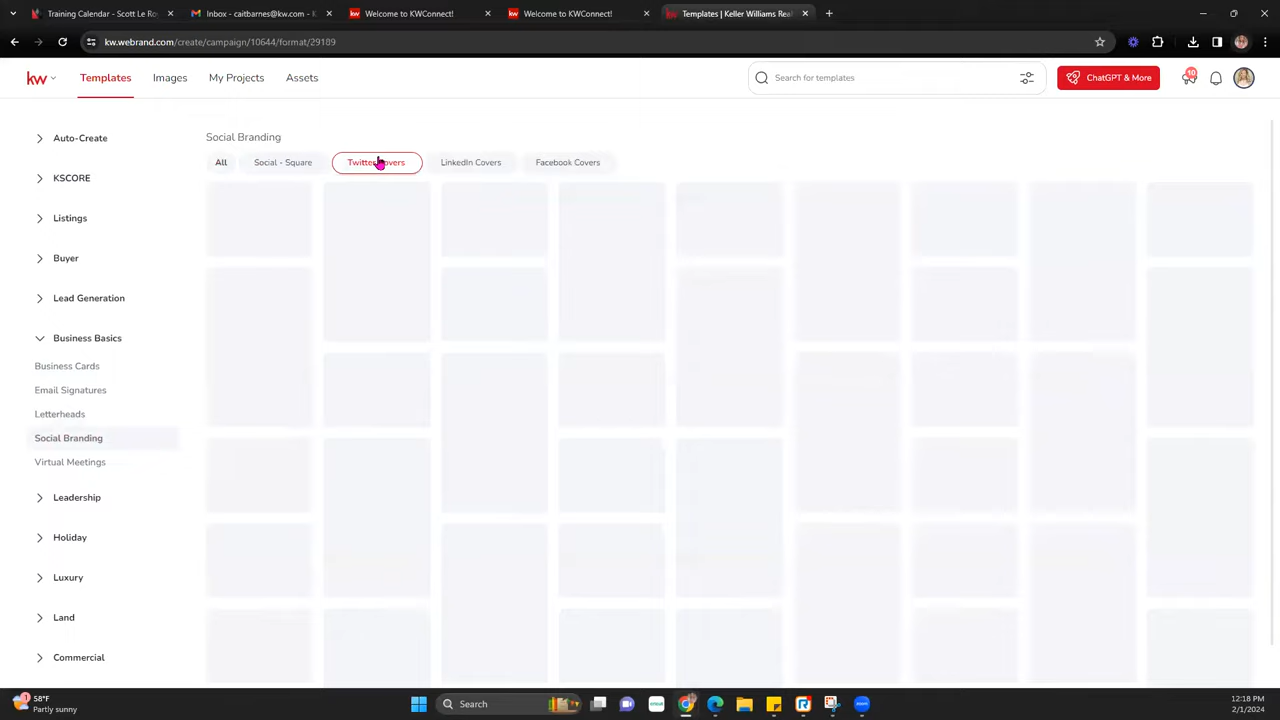 Training Calendar - Scott Le Ro
Inbox - caitbarnes@kw.com - K
Welcome to KWConnect!
Welcome to KWConnect!
Templates | Keller Williams Real
kw.webrand.com/create/campaign/10644/format/29189
kw
Templates
Images
My Projects
Assets
Search for templates
ChatGPT & More
10
Auto-Create
KSCORE
Listings
Buyer
Lead Generation
Business Basics
Business Cards
Email Signatures
Letterheads
Social Branding
Virtual Meetings
Leadership
Holiday
Luxury
Land
Commercial
Social Branding
All
Social - Square
Twitter Covers
LinkedIn Covers
Facebook Covers
1
58°F
Partly sunny
Search
cricut
zoom
12:18 PM
2/1/2024